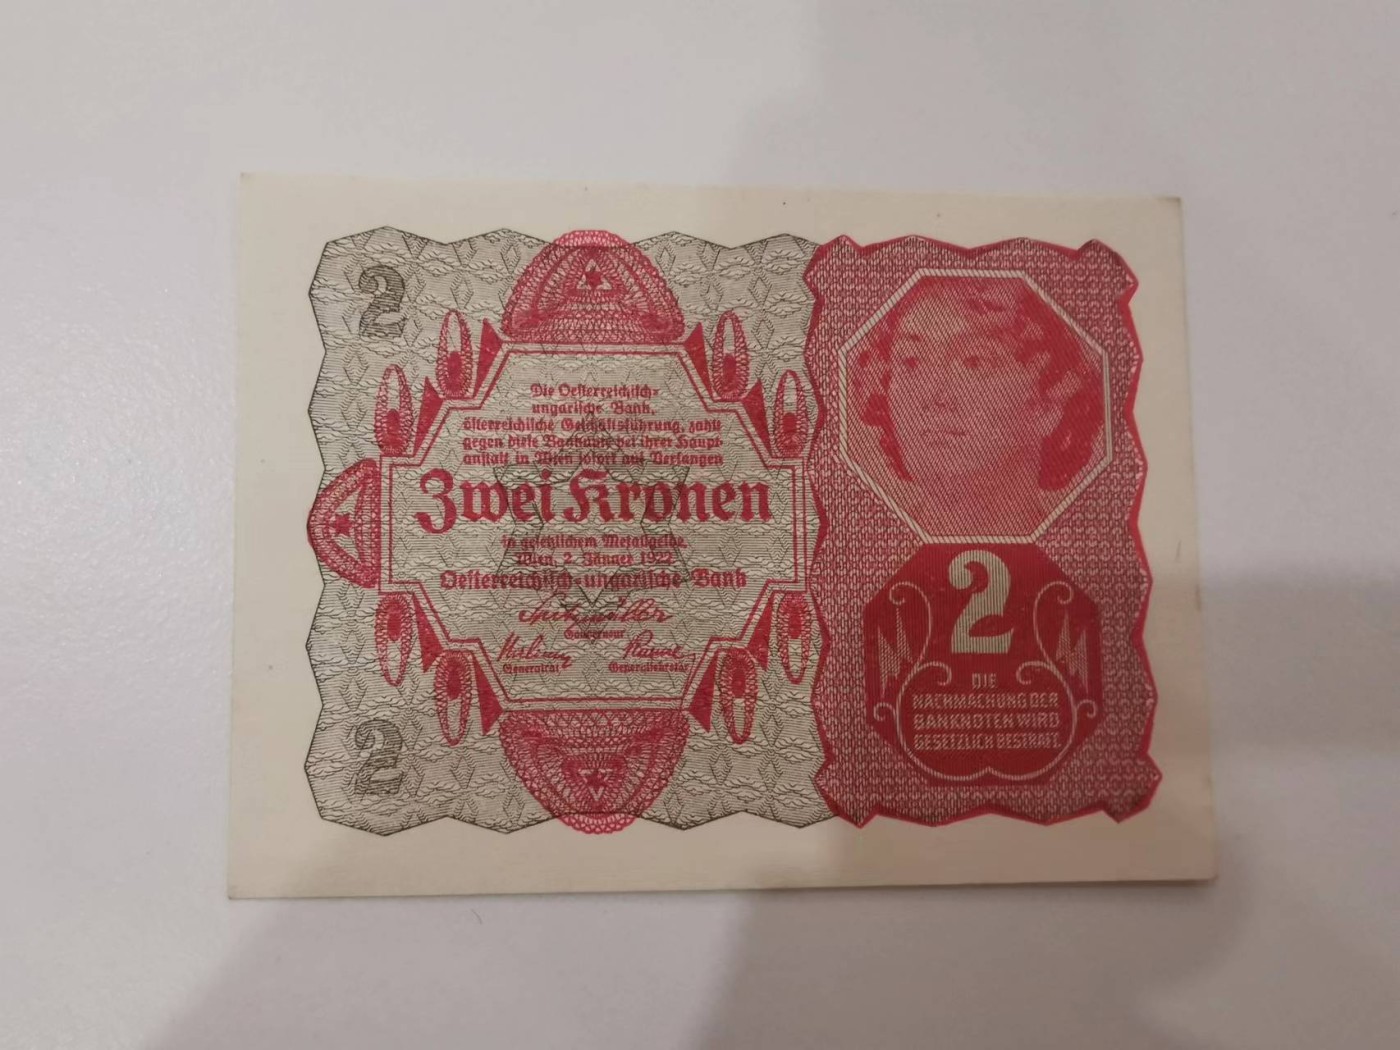 2
Die Oesterreichisch-
ungarische Bank,
österreichische Geschäftsführung, zahlt
gegen diese Banknote bei ihrer Haupt-
anstalt in Wien sofort auf Verlangen
Zwei Kronen
in gesetzlichem Metallgelde.
Wien, 2. Jänner 1922
Oesterreichisch-ungarische Bank
Gouverneur
Generalrat Generalsekretär
2
2
DIE
NACHMACHUNG DER
BANKNOTEN WIRD
GESETZLICH BESTRAFT.